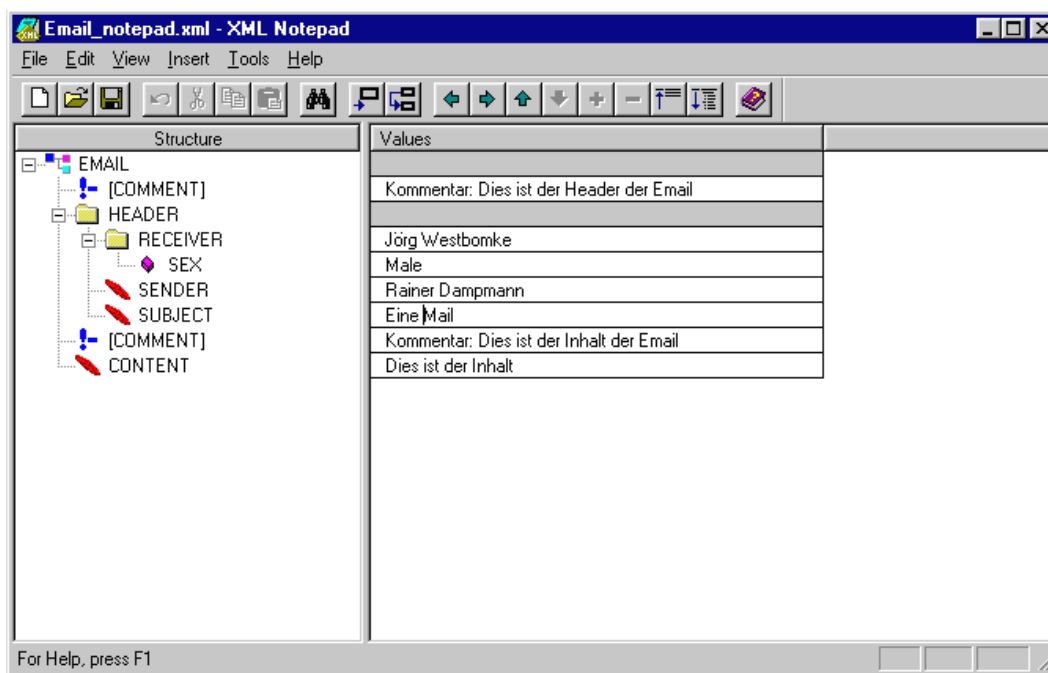 Email_notepad.xml - XML Notepad
File Edit View Insert Tools Help
Structure Values
EMAIL
[COMMENT] Kommentar: Dies ist der Header der Email
HEADER
RECEIVER Jörg Westbomke
SEX Male
SENDER Rainer Dampmann
SUBJECT Eine Mail
[COMMENT] Kommentar: Dies ist der Inhalt der Email
CONTENT Dies ist der Inhalt
For Help, press F1